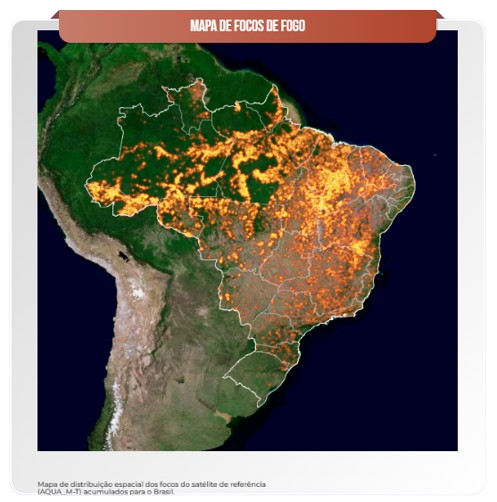 MAPA DE FOCOS DE FOGO
Mapa de distribuição espacial dos focos do satélite de referência
(AQUA_M-T) acumulados para o Brasil.